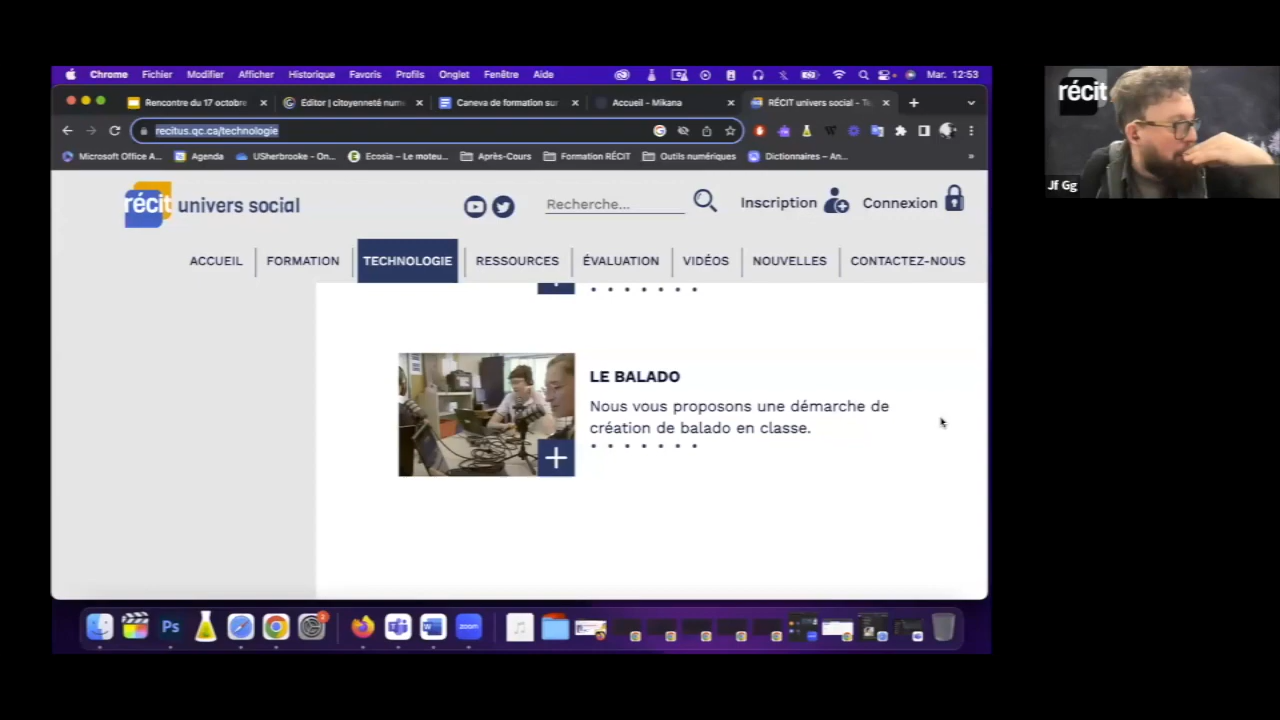 Chrome Fichier Modifier Afficher Historique Favoris Profils Onglet Fenêtre Aide Mar. 12:53
Rencontre du 17 octobre Editor | citoyenneté num Caneva de formation sur Accueil - Mikana RÉCIT univers social - Te
recitus.qc.ca/technologie
Microsoft Office A... Agenda USherbrooke - On... Ecosia – Le moteu... Après-Cours Formation RÉCIT Outils numériques Dictionnaires – An... »
récit univers social
Recherche...
Inscription
Connexion
ACCUEIL FORMATION TECHNOLOGIE RESSOURCES ÉVALUATION VIDÉOS NOUVELLES CONTACTEZ-NOUS
LE BALADO
Nous vous proposons une démarche de
création de balado en classe.
Ps W zoom
récit
Jf Gg